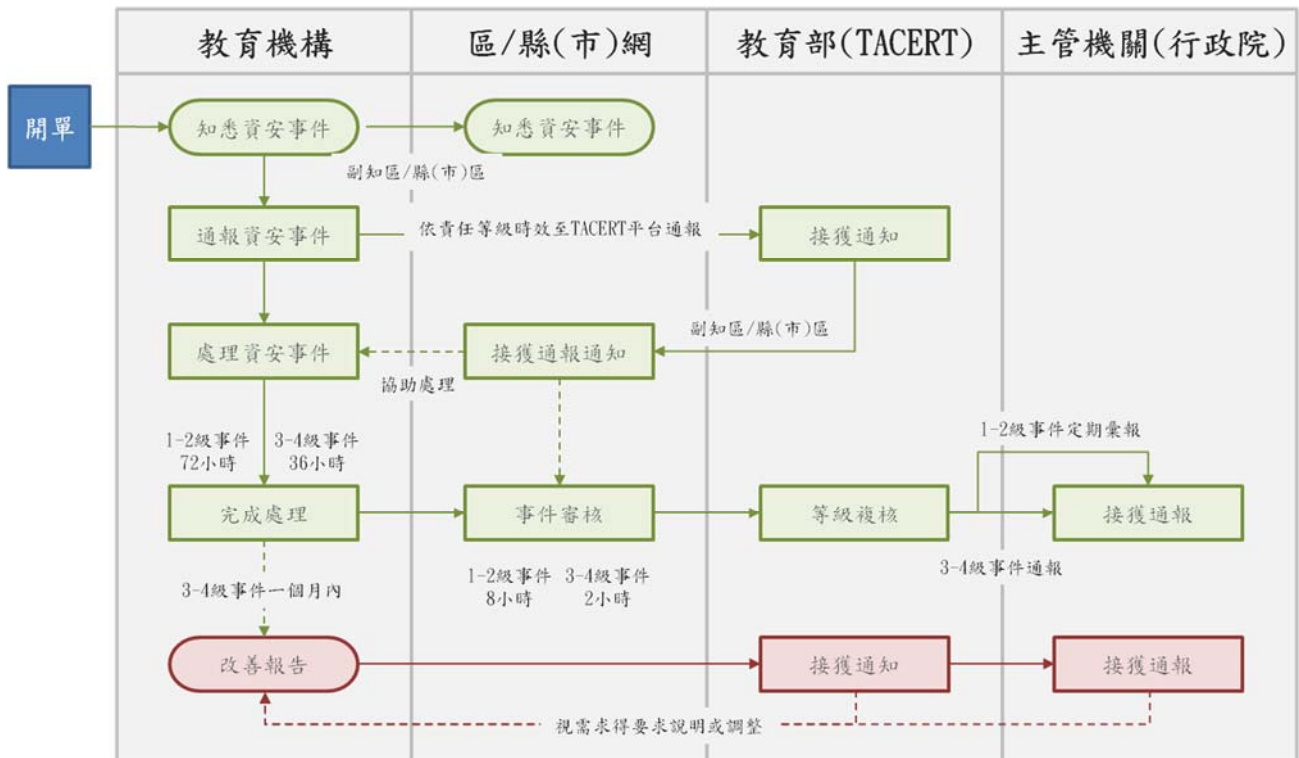 教育機構
區/縣(市)網
教育部(TACERT)
主管機關(行政院)
開單
知悉資安事件
知悉資安事件
副知區/縣(市)區
通報資安事件
依責任等級時效至TACERT平台通報
接獲通知
副知區/縣(市)區
處理資安事件
接獲通報通知
協助處理
1-2級事件
72小時
3-4級事件
36小時
1-2級事件定期彙報
完成處理
事件審核
等級複核
接獲通報
3-4級事件通報
1-2級事件
8小時
3-4級事件
2小時
3-4級事件一個月內
改善報告
接獲通知
接獲通報
視需求得要求說明或調整